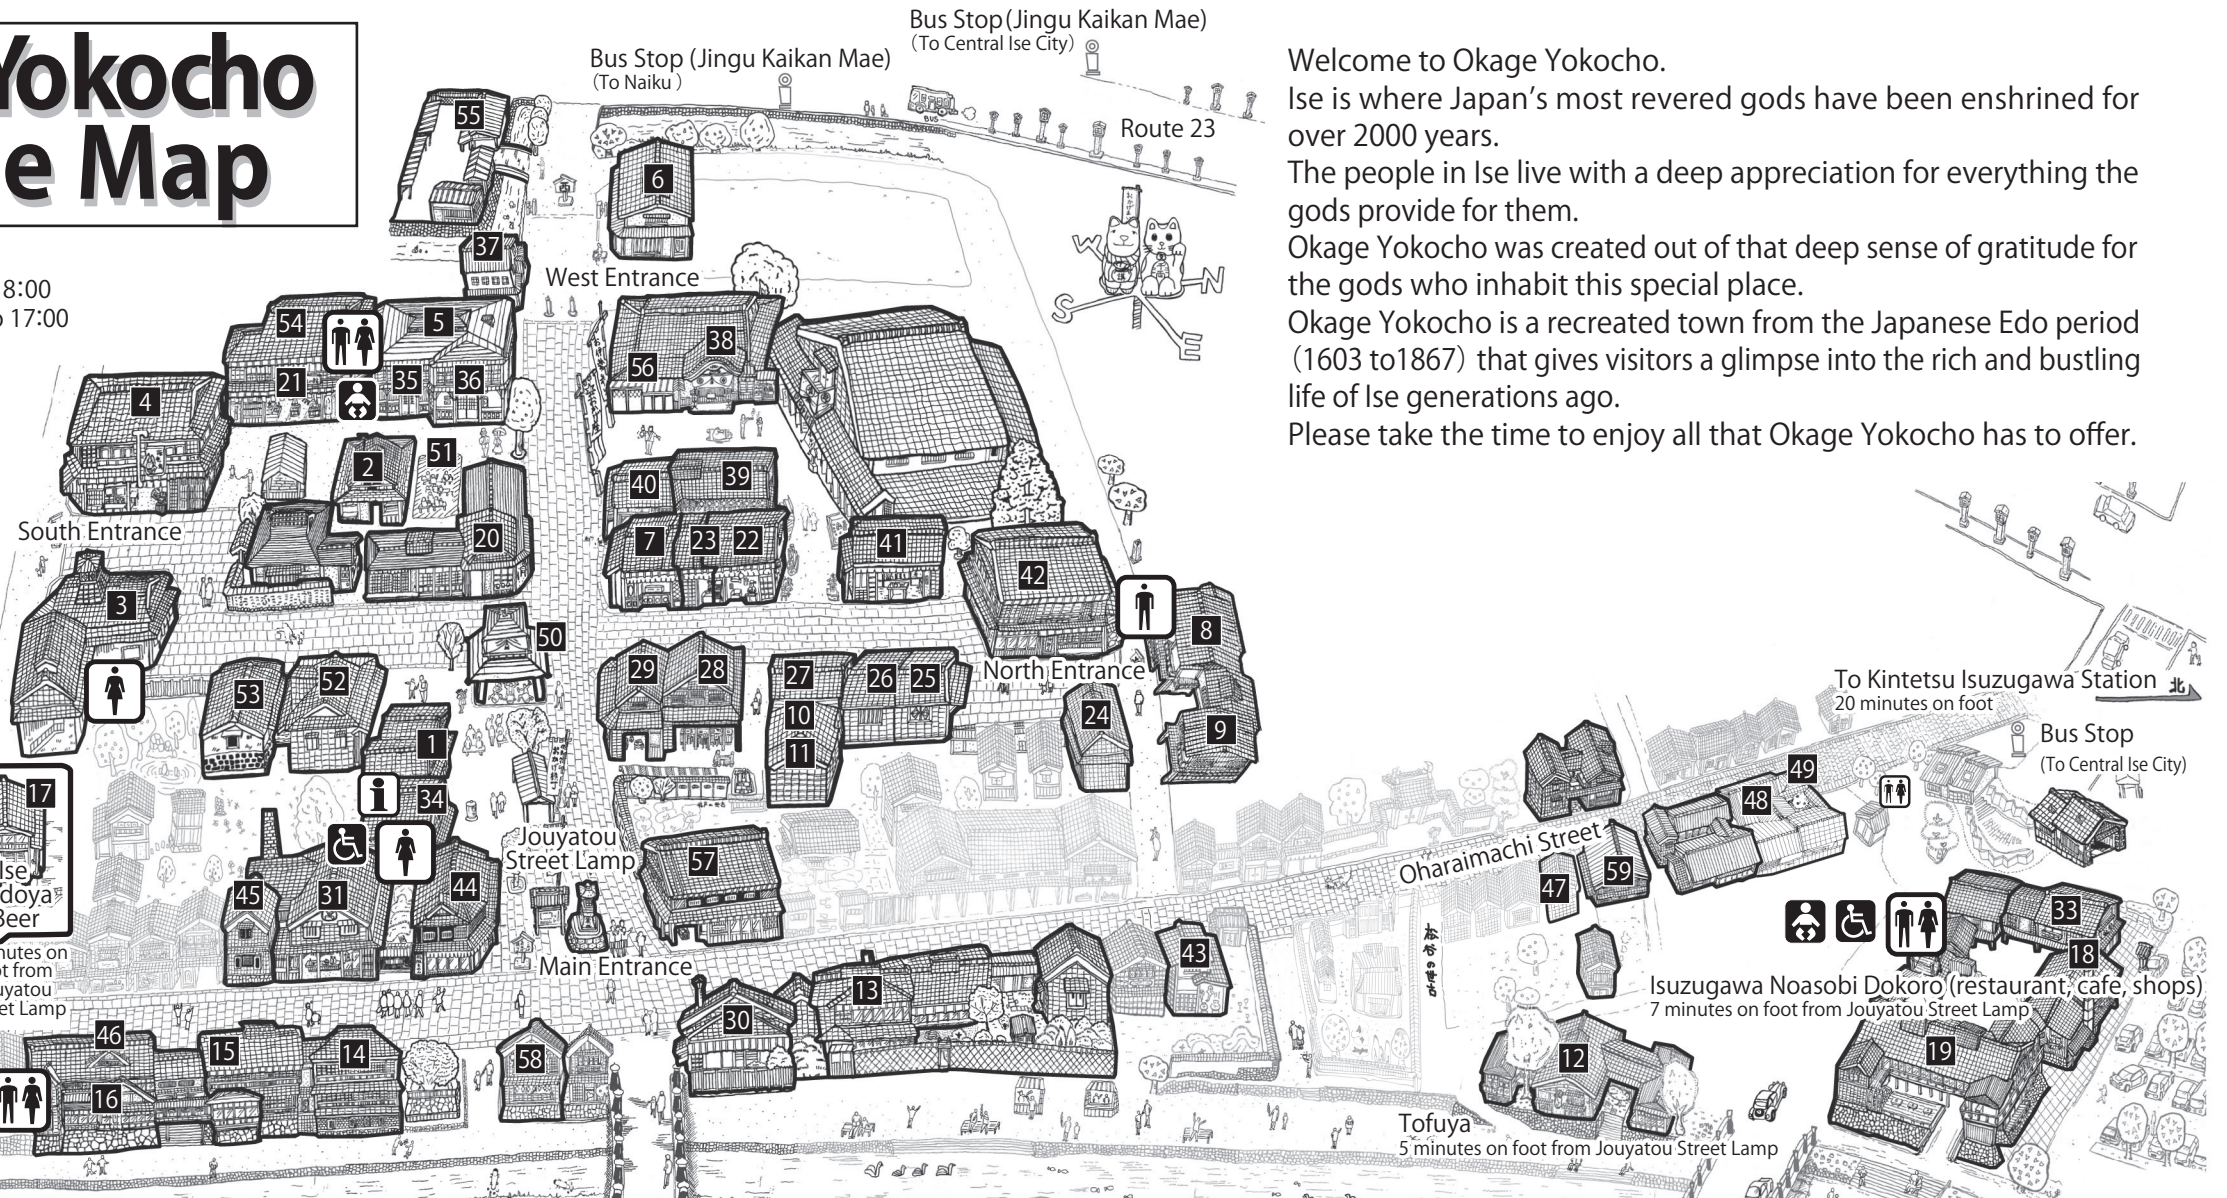 Yokocho
e Map
8:00
17:00
Bus Stop (Jingu Kaikan Mae)
(To Naiku)
Bus Stop (Jingu Kaikan Mae)
(To Central Ise City)
BUS
Route 23
Welcome to Okage Yokocho.
Ise is where Japan’s most revered gods have been enshrined for
over 2000 years.
The people in Ise live with a deep appreciation for everything the
gods provide for them.
Okage Yokocho was created out of that deep sense of gratitude for
the gods who inhabit this special place.
Okage Yokocho is a recreated town from the Japanese Edo period
(1603 to1867) that gives visitors a glimpse into the rich and bustling
life of Ise generations ago.
Please take the time to enjoy all that Okage Yokocho has to offer.
W
N
S
E
55
6
37
West Entrance
54
5
21
35
36
4
56
38
2
51
40
39
20
7
23
22
41
42
South Entrance
3
50
8
53
52
29
28
27
26
25
North Entrance
24
9
1
10
11
i
34
17
Ise
doya
Beer
nutes on
ot from
uyatou
et Lamp
Jouyatou
Street Lamp
57
45
31
44
Main Entrance
30
13
43
46
15
14
16
58
To Kintetsu Isuzugawa Station
20 minutes on foot
北
Bus Stop
(To Central Ise City)
49
48
Oharaimachi Street
47
59
33
18
Isuzugawa Noasobi Dokoro (restaurant, cafe, shops)
7 minutes on foot from Jouyatou Street Lamp
19
12
Tofuya
5 minutes on foot from Jouyatou Street Lamp